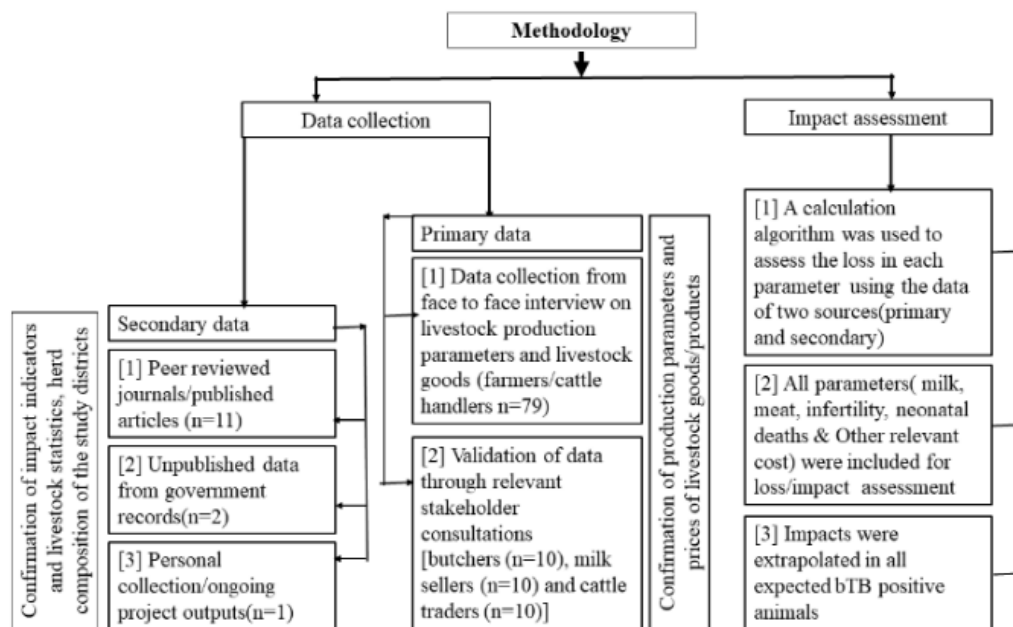 Methodology
Data collection
Impact assessment
Confirmation of impact indicators
and livestock statistics, herd
composition of the study districts
Secondary data
[1] Peer reviewed
journals/published
articles (n=11)
[2] Unpublished data
from government
records(n=2)
[3] Personal
collection/ongoing
project outputs(n=1)
Primary data
[1] Data collection from
face to face interview on
livestock production
parameters and livestock
goods (farmers/cattle
handlers n=79)
[2] Validation of data
through relevant
stakeholder
consultations
[butchers (n=10), milk
sellers (n=10) and cattle
traders (n=10)]
Confirmation of production parameters and
prices of livestock goods/products
[1] A calculation
algorithm was used to
assess the loss in each
parameter using the data
of two sources(primary
and secondary)
[2] All parameters( milk,
meat, infertility, neonatal
deaths & Other relevant
cost) were included for
loss/impact assessment
[3] Impacts were
extrapolated in all
expected bTB positive
animals